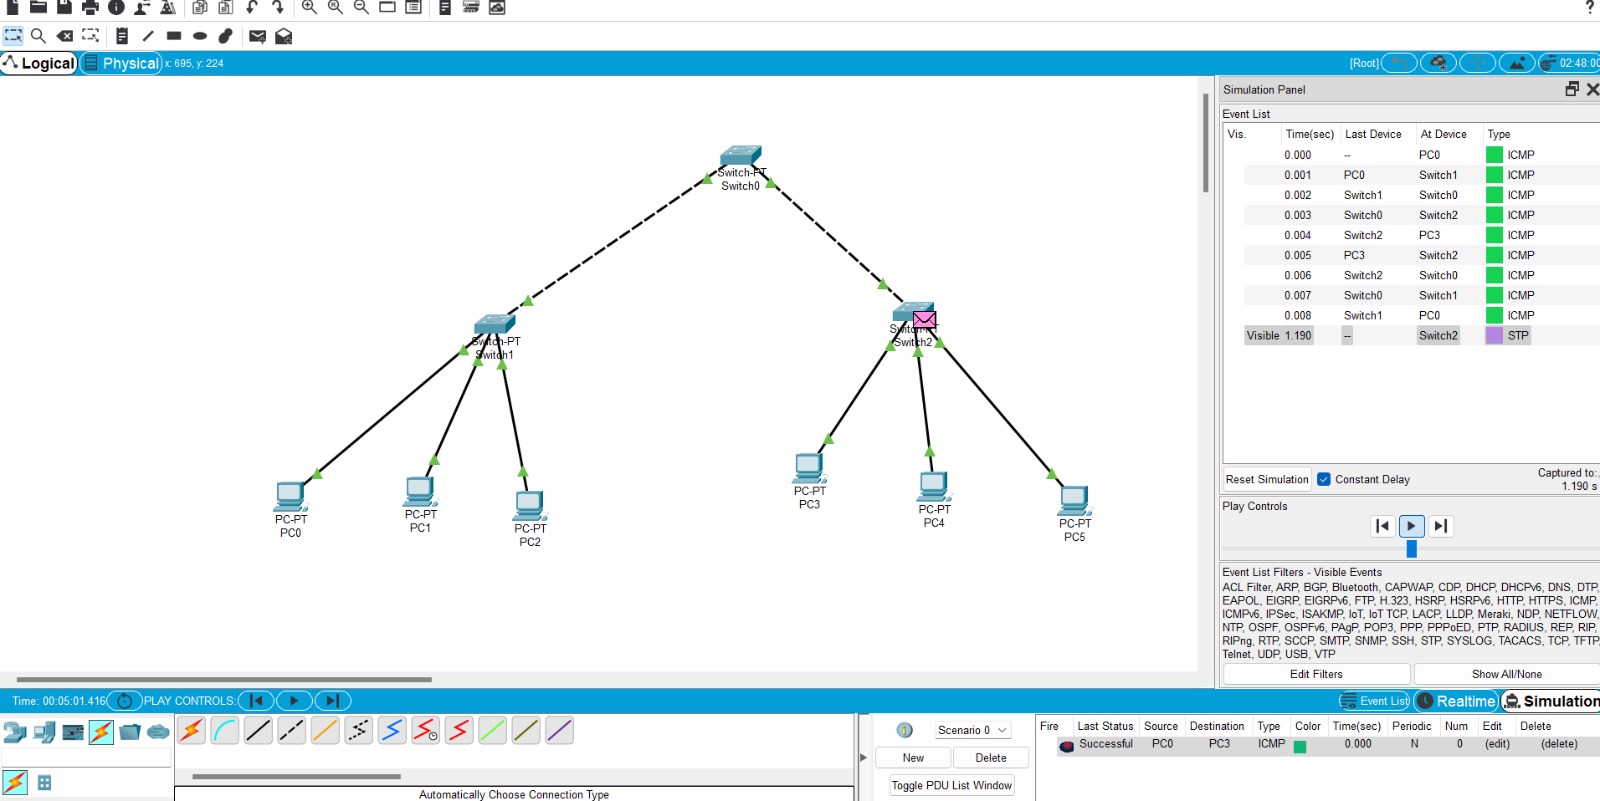 ?
Logical Physical x: 695, y: 224 [Root] 02:48:00
Switch-PT
Switch0
Switch-PT
Switch1
Switch2
PC-PT
PC0
PC-PT
PC1
PC-PT
PC2
PC-PT
PC3
PC-PT
PC4
PC-PT
PC5
Simulation Panel
Event List
Vis. Time(sec) Last Device At Device Type
0.000 -- PC0 ICMP
0.001 PC0 Switch1 ICMP
0.002 Switch1 Switch0 ICMP
0.003 Switch0 Switch2 ICMP
0.004 Switch2 PC3 ICMP
0.005 PC3 Switch2 ICMP
0.006 Switch2 Switch0 ICMP
0.007 Switch0 Switch1 ICMP
0.008 Switch1 PC0 ICMP
Visible 1.190 -- Switch2 STP
Reset Simulation Constant Delay Captured to:
1.190 s
Play Controls
Event List Filters - Visible Events
ACL Filter, ARP, BGP, Bluetooth, CAPWAP, CDP, DHCP, DHCPv6, DNS, DTP,
EAPOL, EIGRP, EIGRPv6, FTP, H.323, HSRP, HSRPv6, HTTP, HTTPS, ICMP,
ICMPv6, IPSec, ISAKMP, IoT, IoT TCP, LACP, LLDP, Meraki, NDP, NETFLOW,
NTP, OSPF, OSPFv6, PAgP, POP3, PPP, PPPoED, PTP, RADIUS, REP, RIP,
RIPng, RTP, SCCP, SMTP, SNMP, SSH, STP, SYSLOG, TACACS, TCP, TFTP,
Telnet, UDP, USB, VTP
Edit Filters Show All/None
Time: 00:05:01.416 PLAY CONTROLS: Event List Realtime Simulation
Scenario 0
New Delete
Toggle PDU List Window
Fire Last Status Source Destination Type Color Time(sec) Periodic Num Edit Delete
Successful PC0 PC3 ICMP 0.000 N 0 (edit) (delete)
Automatically Choose Connection Type